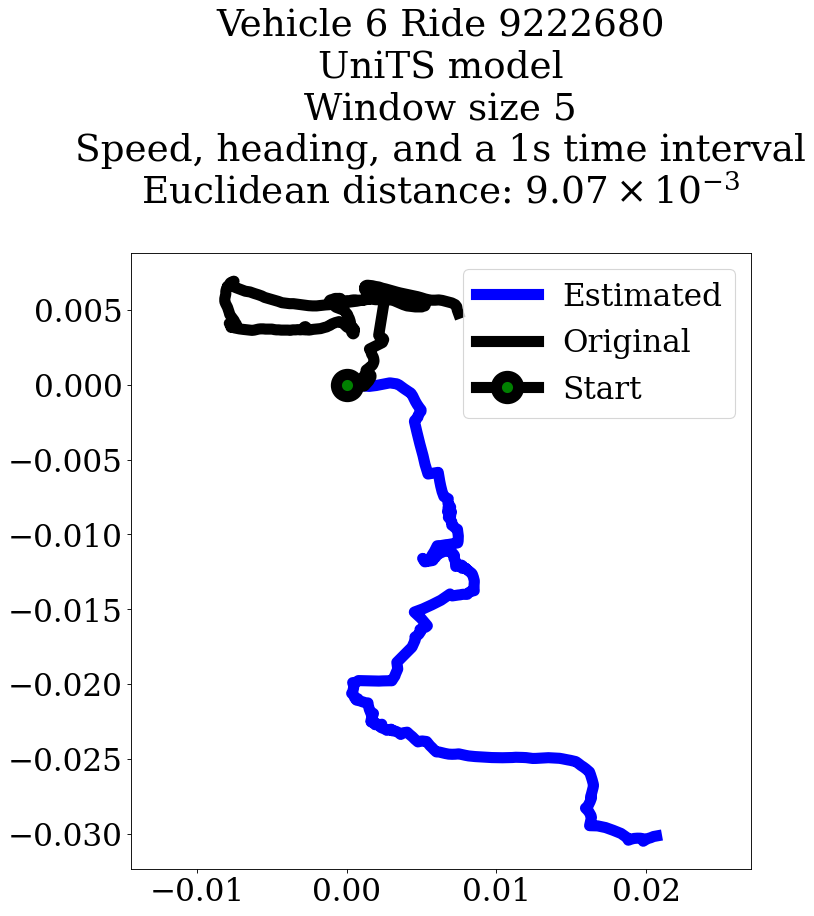 Vehicle 6 Ride 9222680
UniTS model
Window size 5
Speed, heading, and a 1s time interval
Euclidean distance: 9.07 × 10⁻³
Estimated
Original
Start
0.005
0.000
−0.005
−0.010
−0.015
−0.020
−0.025
−0.030
−0.01 0.00 0.01 0.02